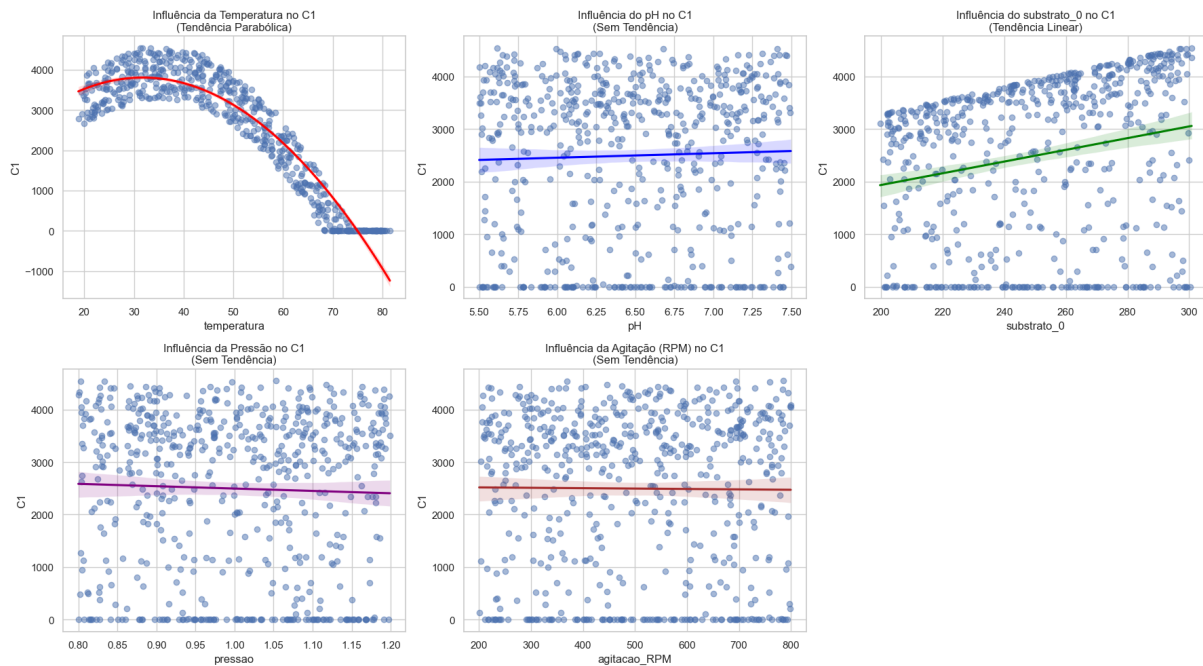 Influência da Temperatura no C1
(Tendência Parabólica)
4000
3000
2000
1000
0
−1000
C1
20 30 40 50 60 70 80
temperatura
Influência do pH no C1
(Sem Tendência)
4000
3000
2000
1000
0
C1
5.50 5.75 6.00 6.25 6.50 6.75 7.00 7.25 7.50
pH
Influência do substrato_0 no C1
(Tendência Linear)
4000
3000
2000
1000
0
C1
200 220 240 260 280 300
substrato_0
Influência da Pressão no C1
(Sem Tendência)
4000
3000
2000
1000
0
C1
0.80 0.85 0.90 0.95 1.00 1.05 1.10 1.15 1.20
pressao
Influência da Agitação (RPM) no C1
(Sem Tendência)
4000
3000
2000
1000
0
C1
200 300 400 500 600 700 800
agitacao_RPM